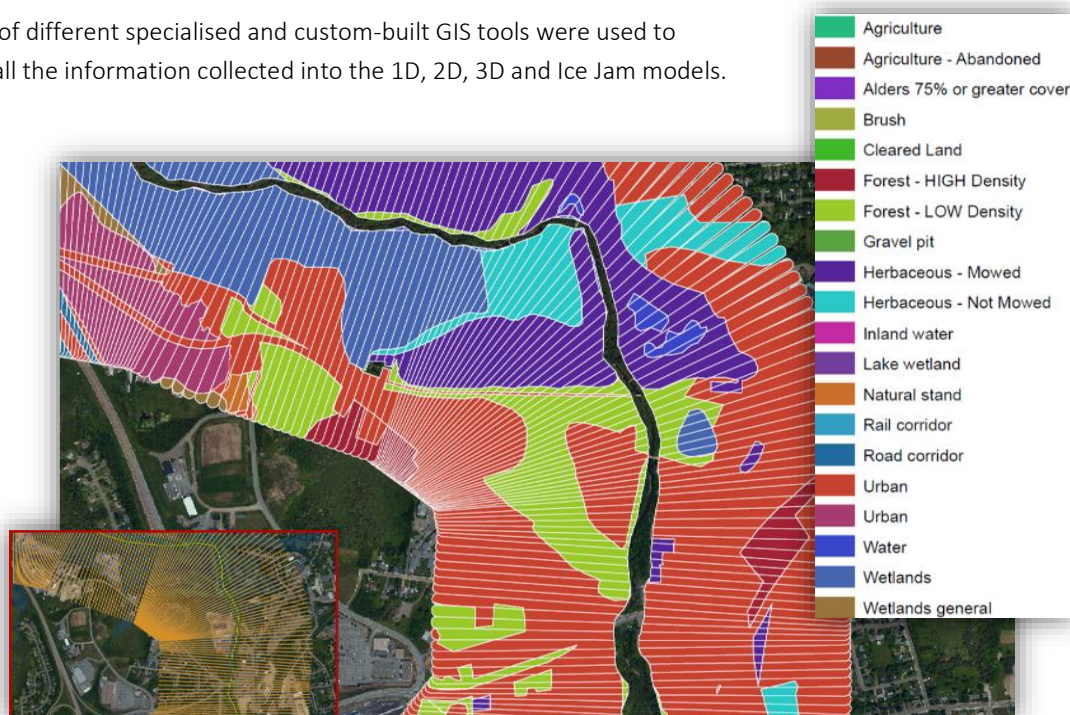 of different specialised and custom-built GIS tools were used to
all the information collected into the 1D, 2D, 3D and Ice Jam models.
Agriculture
Agriculture - Abandoned
Alders 75% or greater cover
Brush
Cleared Land
Forest - HIGH Density
Forest - LOW Density
Gravel pit
Herbaceous - Mowed
Herbaceous - Not Mowed
Inland water
Lake wetland
Natural stand
Rail corridor
Road corridor
Urban
Urban
Water
Wetlands
Wetlands general